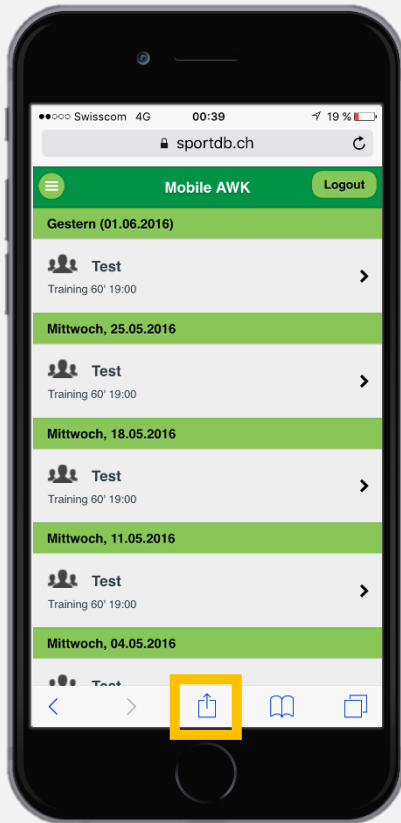 Swisscom 4G 00:39 19 %
sportdb.ch
Mobile AWK Logout
Gestern (01.06.2016)
Test
Training 60' 19:00
Mittwoch, 25.05.2016
Test
Training 60' 19:00
Mittwoch, 18.05.2016
Test
Training 60' 19:00
Mittwoch, 11.05.2016
Test
Training 60' 19:00
Mittwoch, 04.05.2016
Test